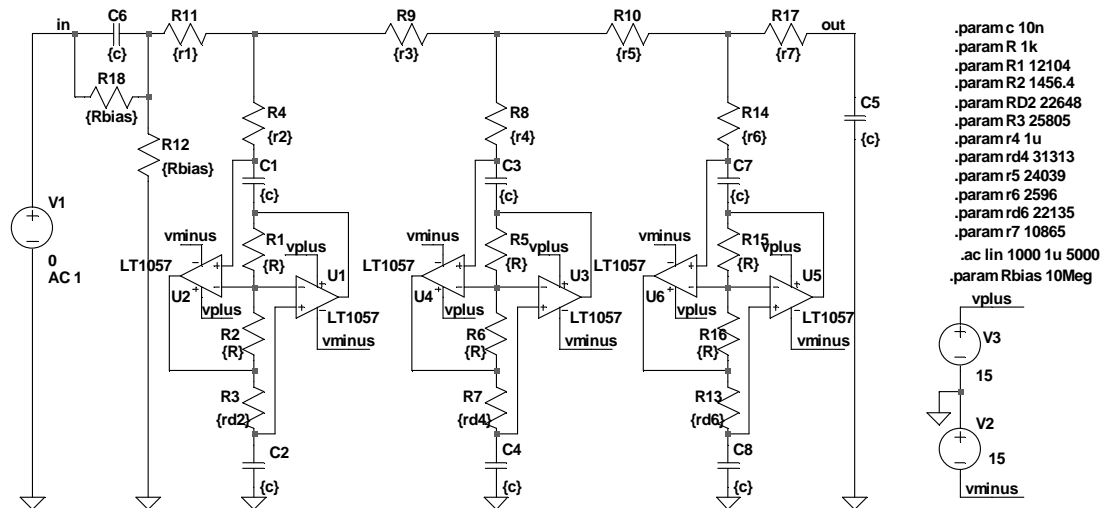 in
C6
{c}
R11
{r1}
R9
{r3}
R10
{r5}
R17
{r7}
out
R18
{Rbias}
R12
{Rbias}
V1
0
AC 1
R4
{r2}
C1
{c}
R1
{R}
vminus
vplus
LT1057
U2
U1
vplus
LT1057
vminus
R2
{R}
R3
{rd2}
C2
{c}
R8
{r4}
C3
{c}
R5
{R}
vminus
vplus
LT1057
U4
U3
vplus
LT1057
vminus
R6
{R}
R7
{rd4}
C4
{c}
R14
{r6}
C7
{c}
R15
{R}
vminus
vplus
LT1057
U6
U5
vplus
LT1057
vminus
R16
{R}
R13
{rd6}
C8
{c}
C5
{c}
.param c 10n
.param R 1k
.param R1 12104
.param R2 1456.4
.param RD2 22648
.param R3 25805
.param r4 1u
.param rd4 31313
.param r5 24039
.param r6 2596
.param rd6 22135
.param r7 10865
.ac lin 1000 1u 5000
.param Rbias 10Meg
vplus
V3
15
V2
15
vminus